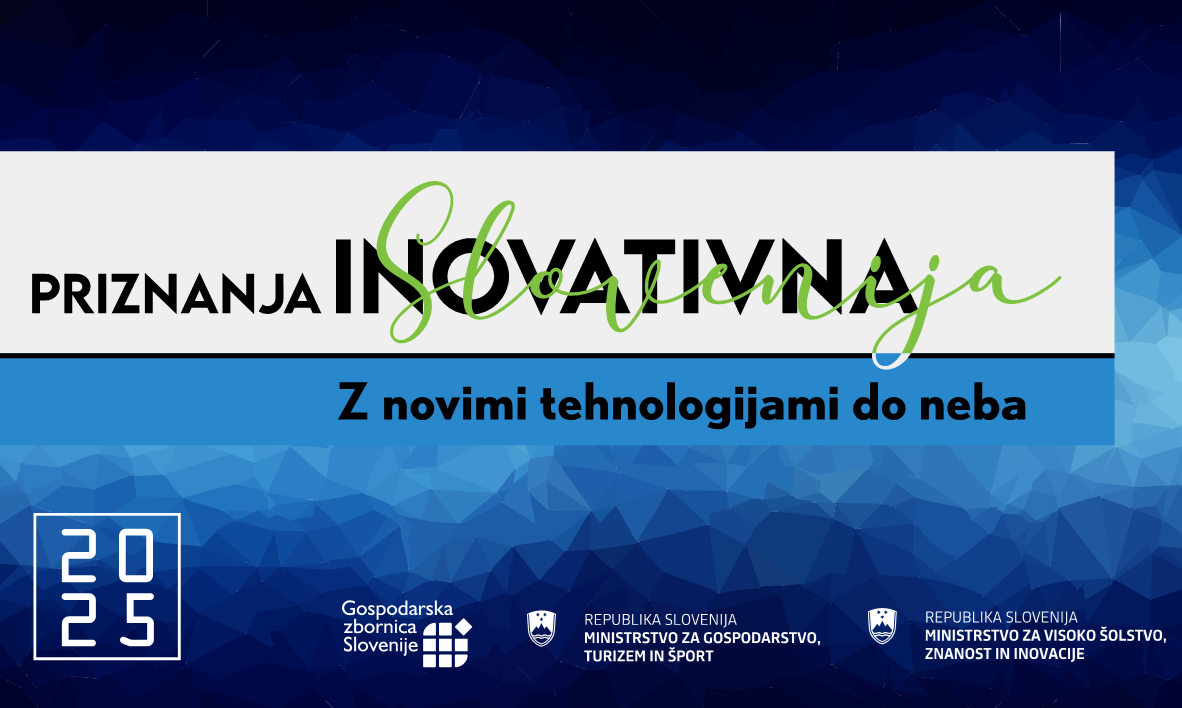 PRIZNANJA INOVATIVNA
Slovenija
Z novimi tehnologijami do neba
20
25
Gospodarska
zbornica
Slovenije
REPUBLIKA SLOVENIJA
MINISTRSTVO ZA GOSPODARSTVO,
TURIZEM IN ŠPORT
REPUBLIKA SLOVENIJA
MINISTRSTVO ZA VISOKO ŠOLSTVO,
ZNANOST IN INOVACIJE